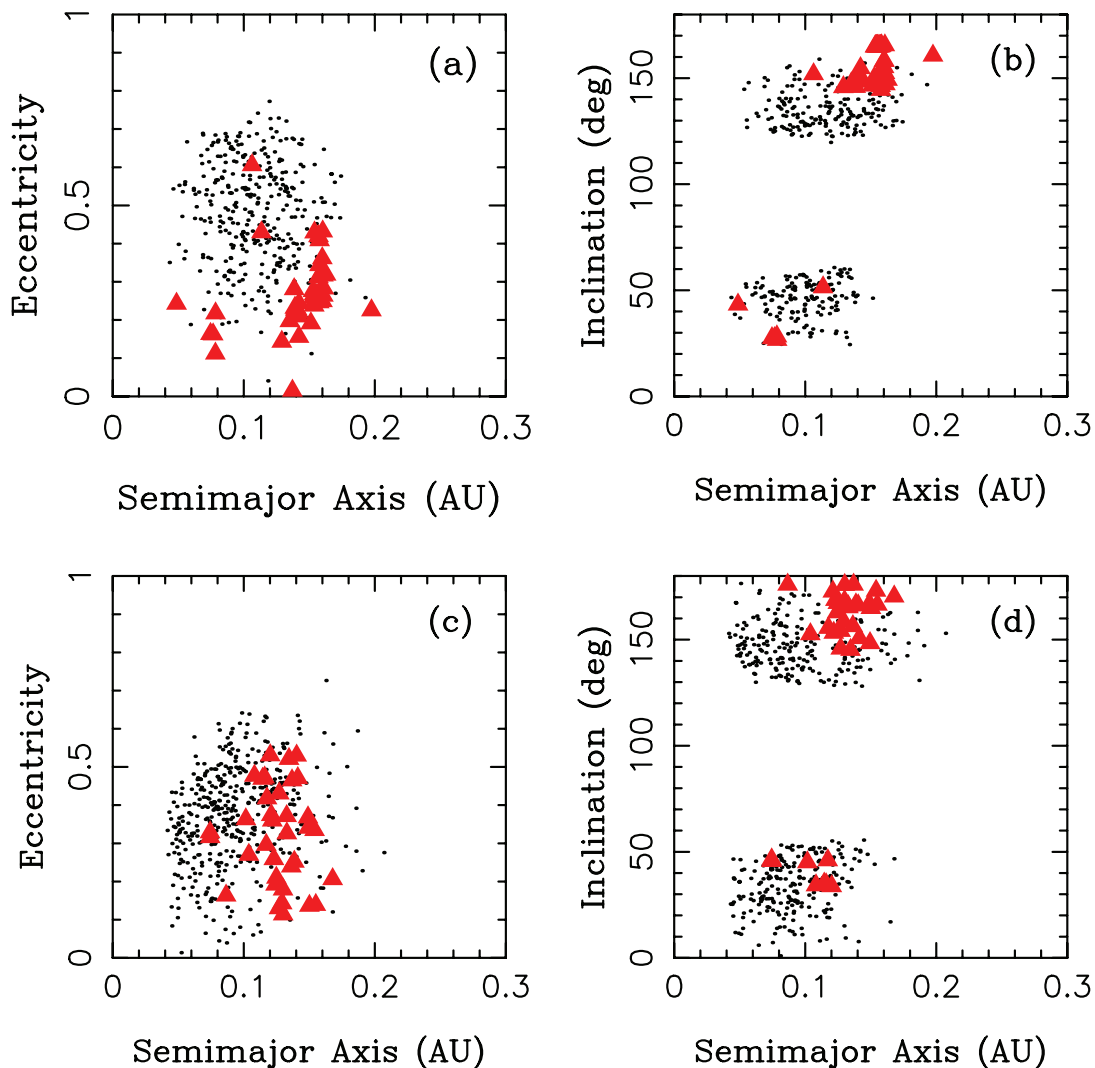 (a)
Eccentricity
1
0.5
0
0 0.1 0.2 0.3
Semimajor Axis (AU)
(b)
Inclination (deg)
150
100
50
0
0 0.1 0.2 0.3
Semimajor Axis (AU)
(c)
Eccentricity
1
0.5
0
0 0.1 0.2 0.3
Semimajor Axis (AU)
(d)
Inclination (deg)
150
100
50
0
0 0.1 0.2 0.3
Semimajor Axis (AU)